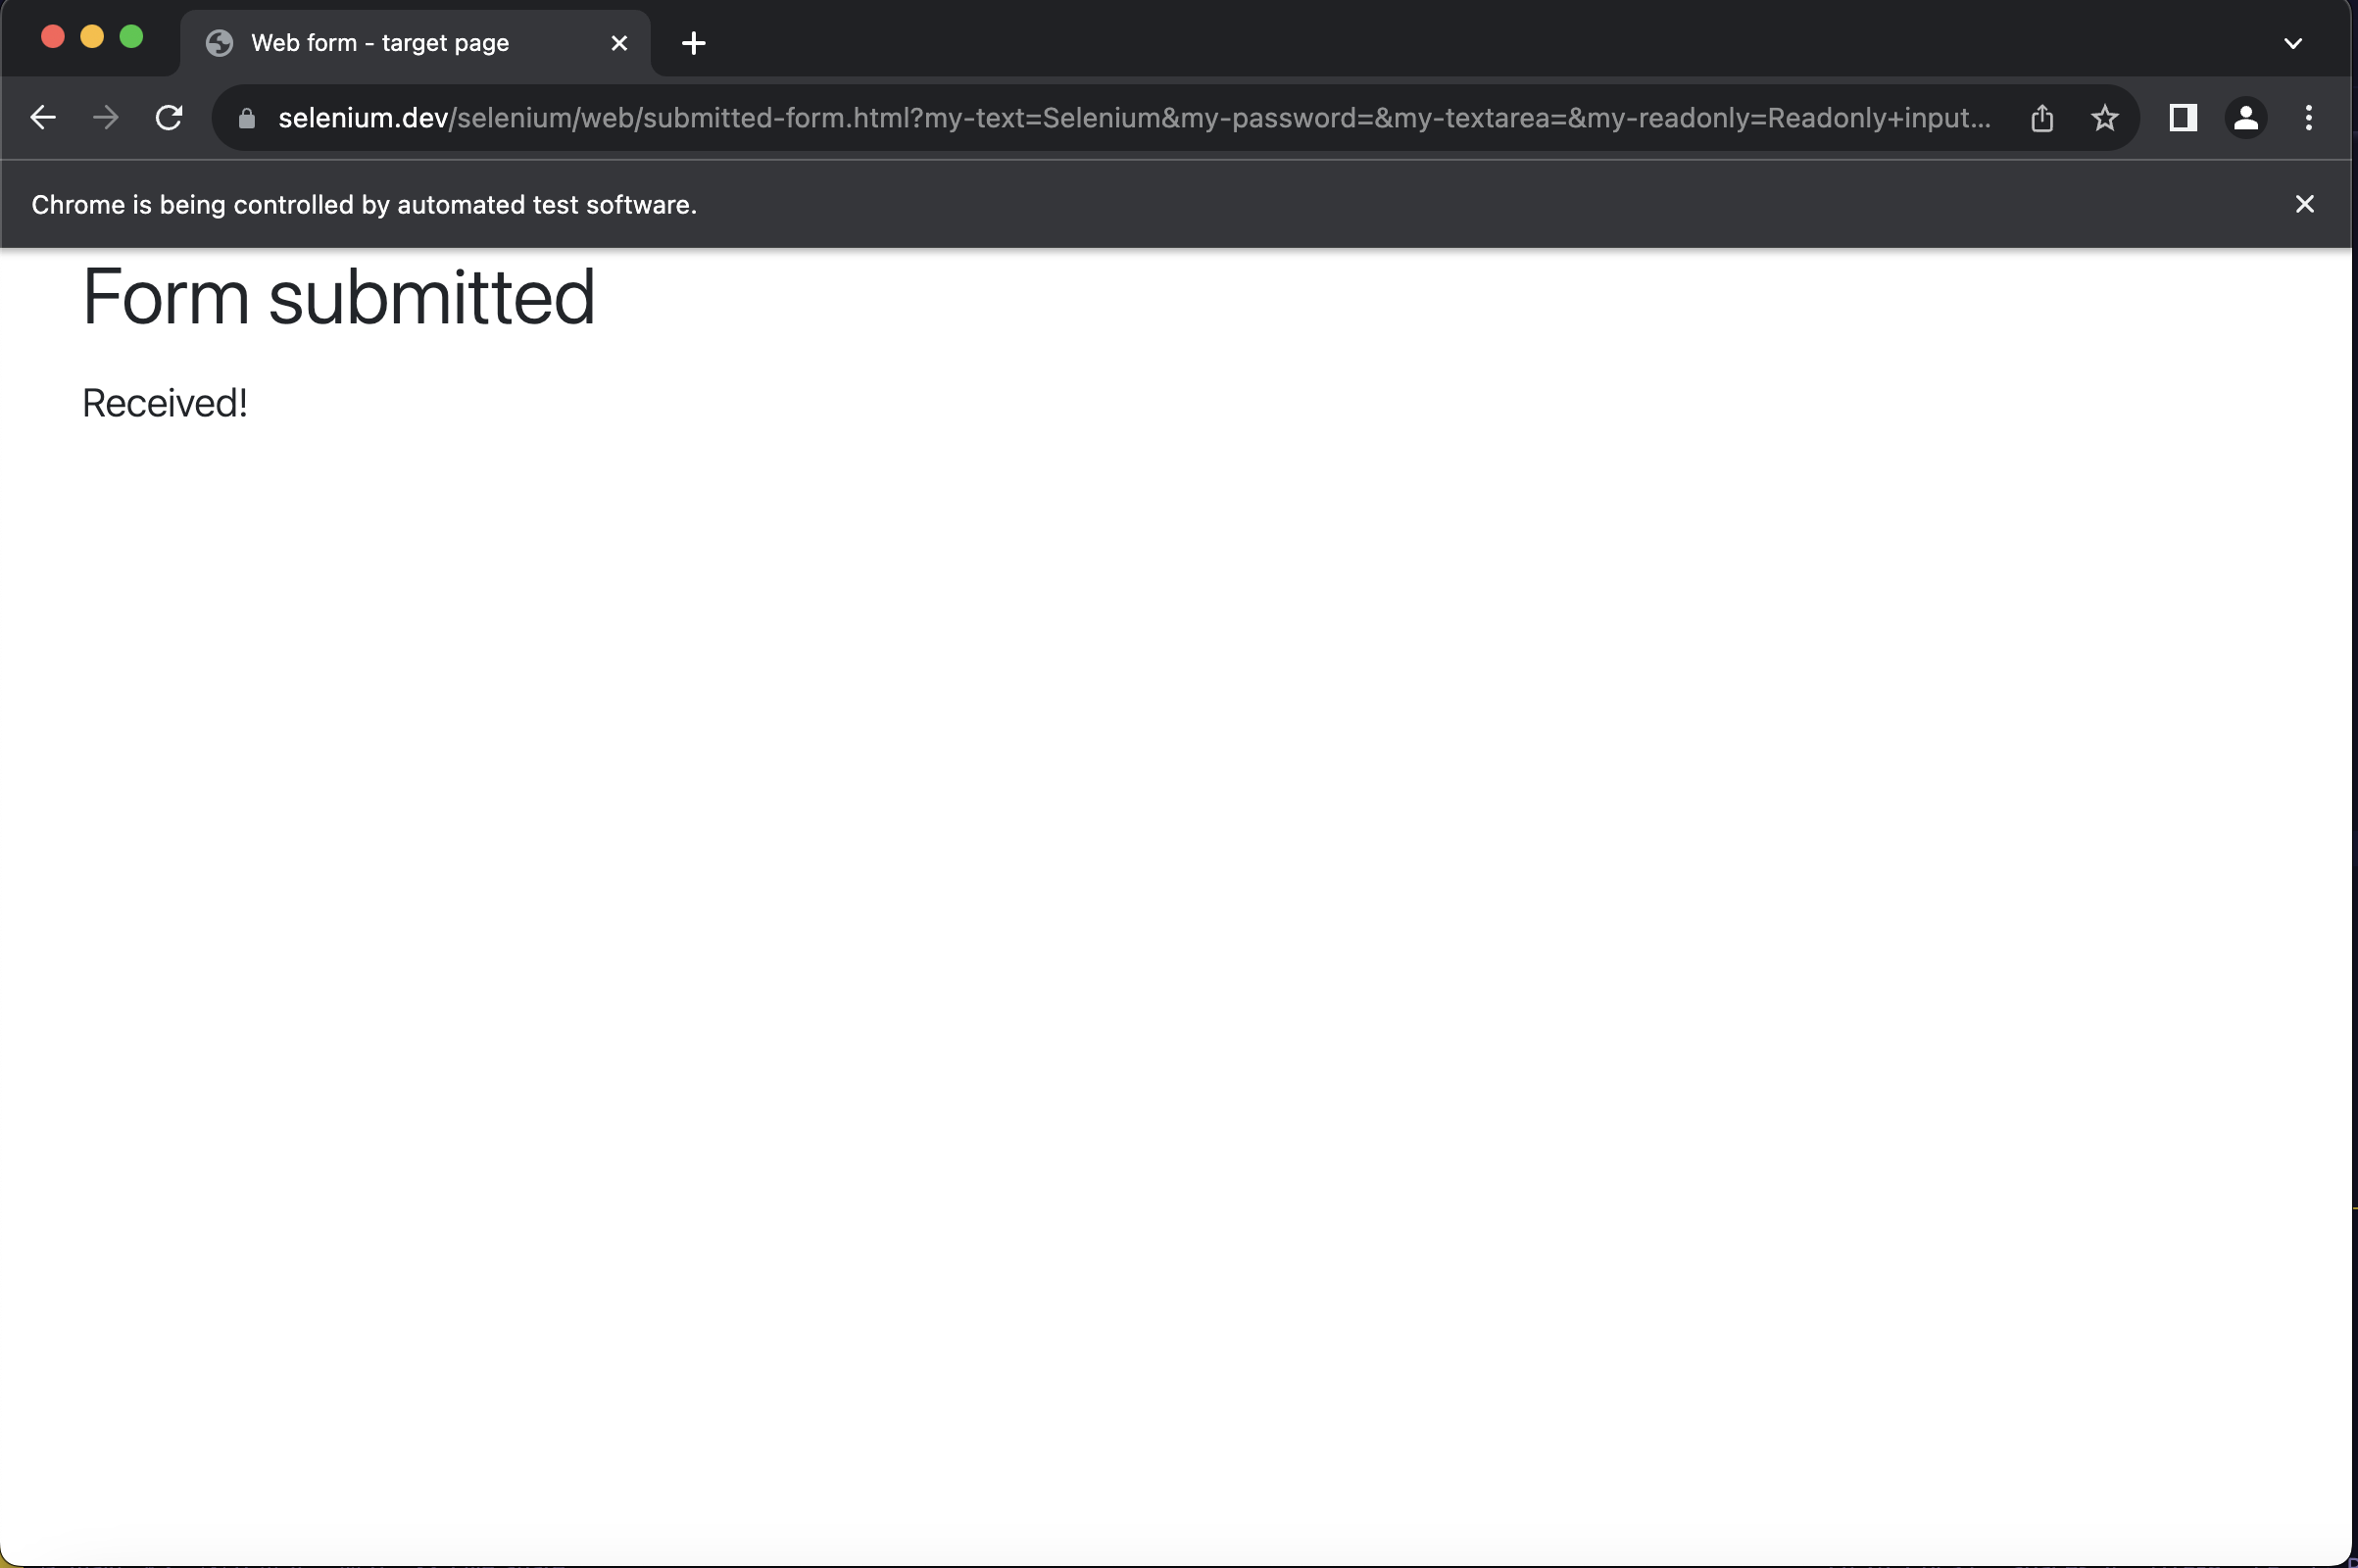 Web form - target page
selenium.dev/selenium/web/submitted-form.html?my-text=Selenium&my-password=&my-textarea=&my-readonly=Readonly+input...
Chrome is being controlled by automated test software.
Form submitted
Received!